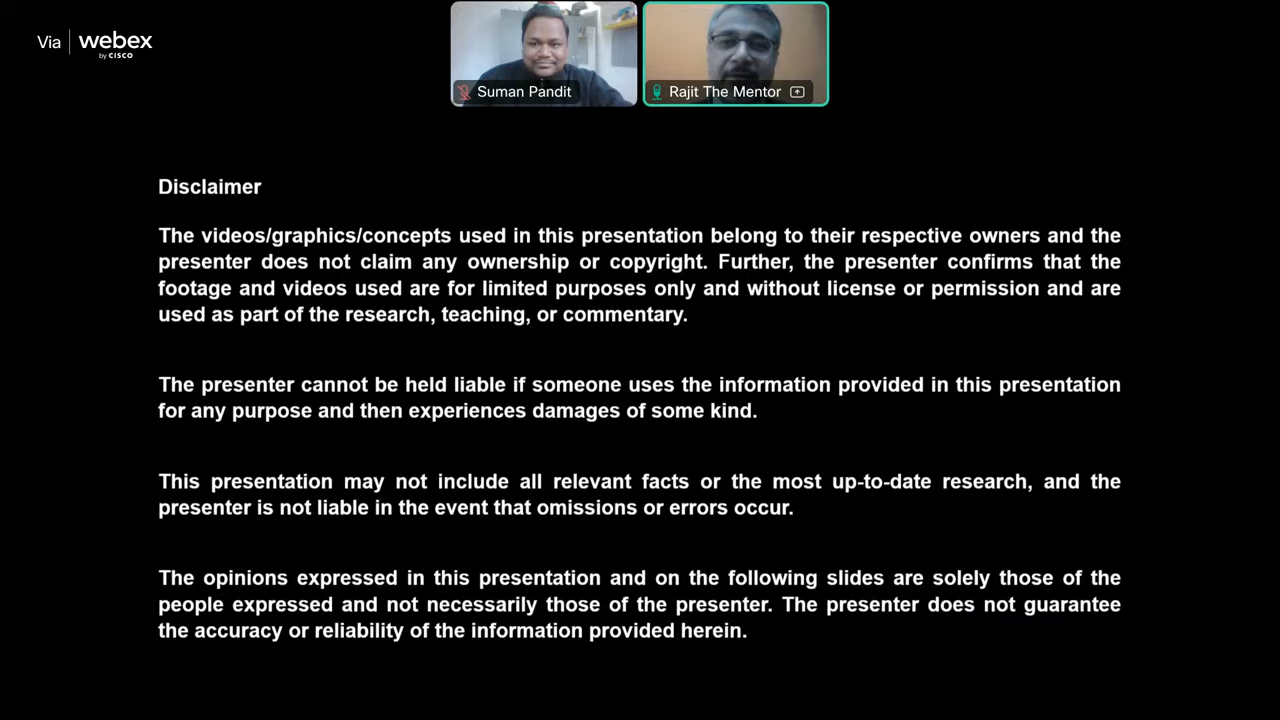 Via webex
by CISCO
Suman Pandit
Rajit The Mentor
Disclaimer
The videos/graphics/concepts used in this presentation belong to their respective owners and the
presenter does not claim any ownership or copyright. Further, the presenter confirms that the
footage and videos used are for limited purposes only and without license or permission and are
used as part of the research, teaching, or commentary.
The presenter cannot be held liable if someone uses the information provided in this presentation
for any purpose and then experiences damages of some kind.
This presentation may not include all relevant facts or the most up-to-date research, and the
presenter is not liable in the event that omissions or errors occur.
The opinions expressed in this presentation and on the following slides are solely those of the
people expressed and not necessarily those of the presenter. The presenter does not guarantee
the accuracy or reliability of the information provided herein.